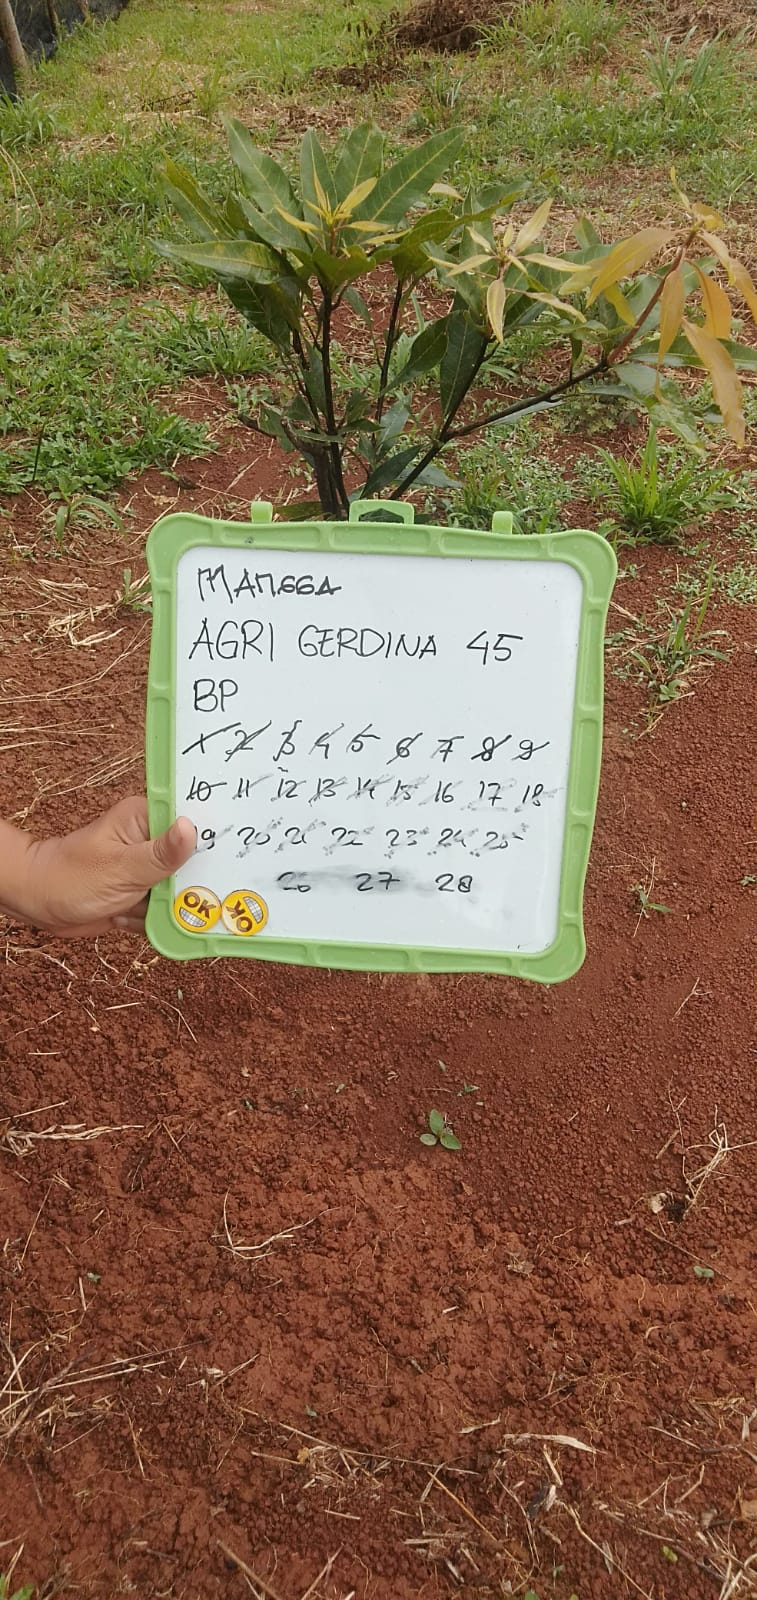 MANGGA
AGRI GERDINA 45
BP
1 2 3 4 5 6 7 8 9
10 11 12 13 14 15 16 17 18
19 20 21 22 23 24 25
26 27 28
OK OK